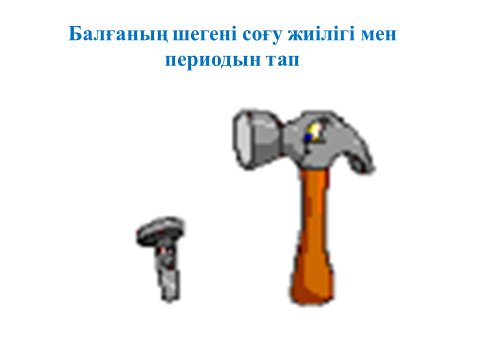 Балғаның шегені соғу жиілігі мен
периодын тап